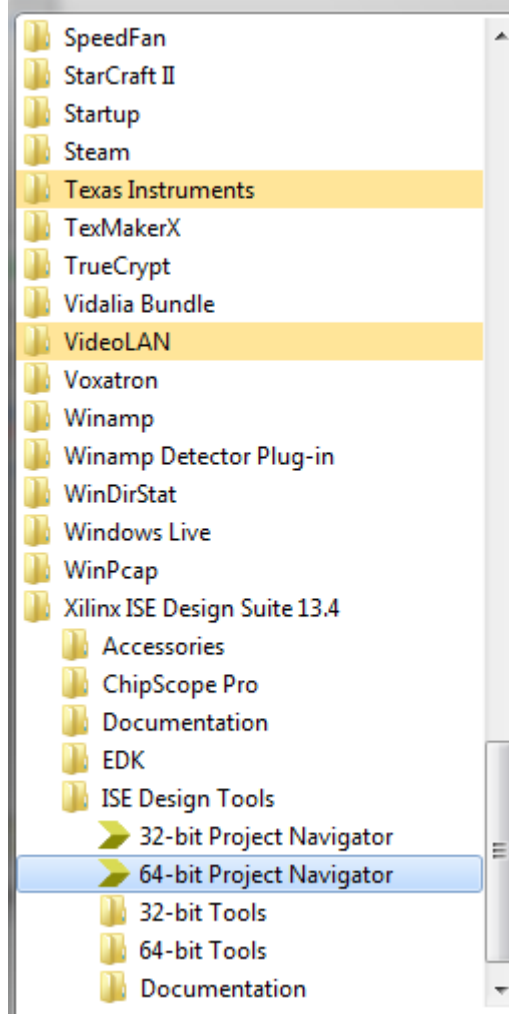 SpeedFan
StarCraft II
Startup
Steam
Texas Instruments
TexMakerX
TrueCrypt
Vidalia Bundle
VideoLAN
Voxatron
Winamp
Winamp Detector Plug-in
WinDirStat
Windows Live
WinPcap
Xilinx ISE Design Suite 13.4
Accessories
ChipScope Pro
Documentation
EDK
ISE Design Tools
32-bit Project Navigator
64-bit Project Navigator
32-bit Tools
64-bit Tools
Documentation